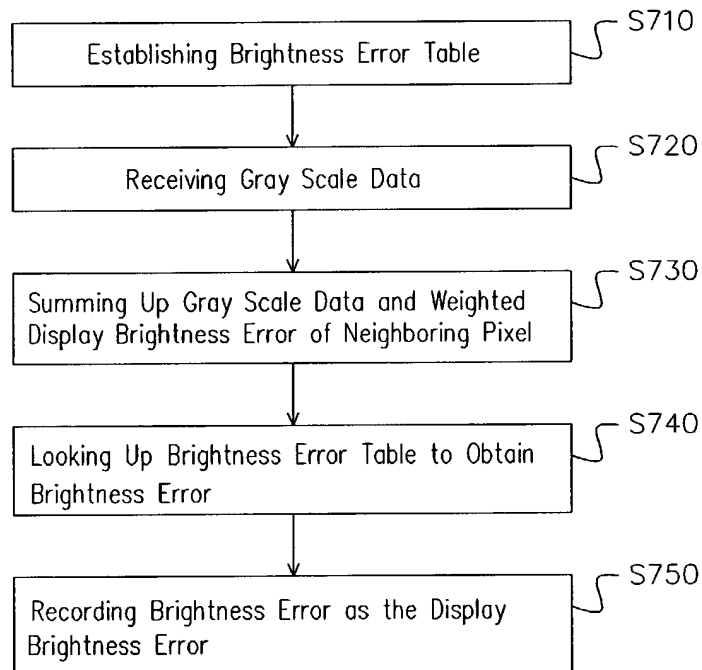 S710
Establishing Brightness Error Table
S720
Receiving Gray Scale Data
S730
Summing Up Gray Scale Data and Weighted
Display Brightness Error of Neighboring Pixel
S740
Looking Up Brightness Error Table to Obtain
Brightness Error
S750
Recording Brightness Error as the Display
Brightness Error